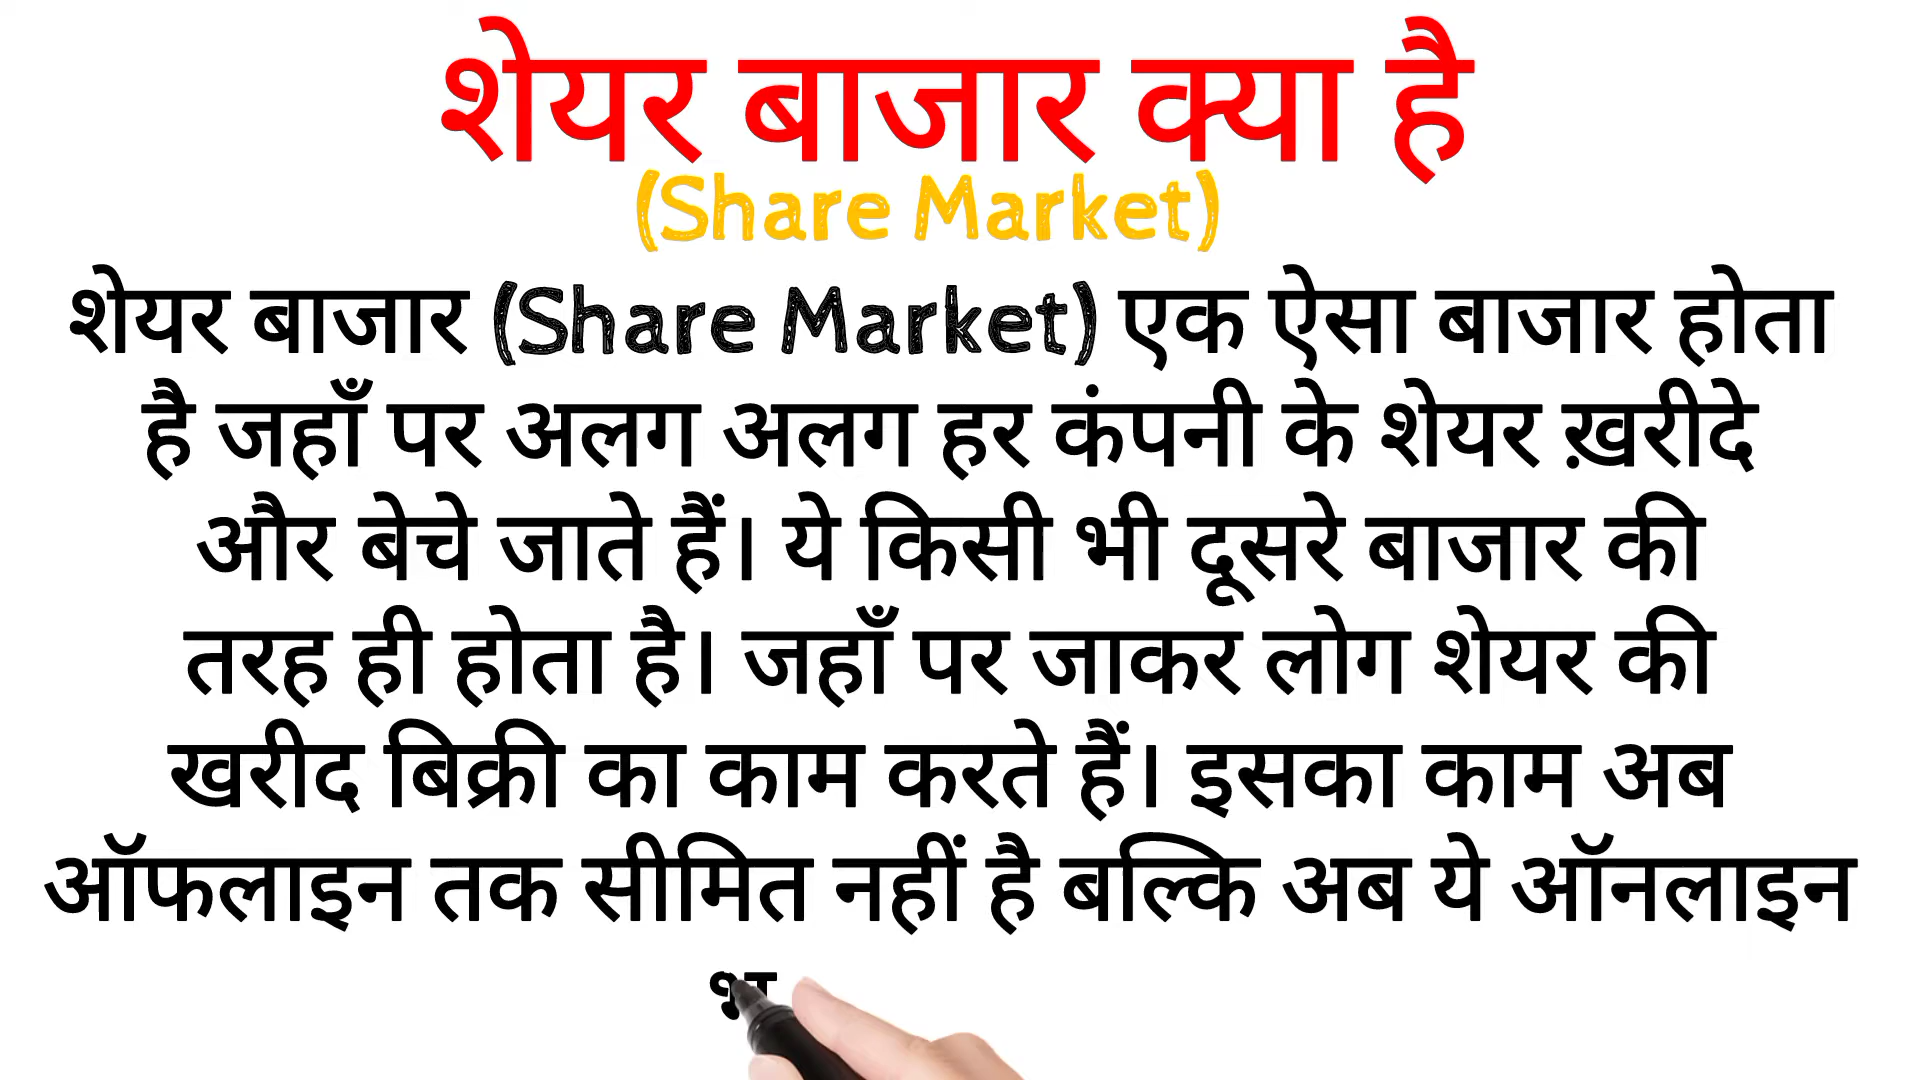 शेयर बाजार क्या है
(Share Market)
शेयर बाजार (Share Market) एक ऐसा बाजार होता
है जहाँ पर अलग अलग हर कंपनी के शेयर ख़रीदे
और बेचे जाते हैं। ये किसी भी दूसरे बाजार की
तरह ही होता है। जहाँ पर जाकर लोग शेयर की
खरीद बिक्री का काम करते हैं। इसका काम अब
ऑफलाइन तक सीमित नहीं है बल्कि अब ये ऑनलाइन